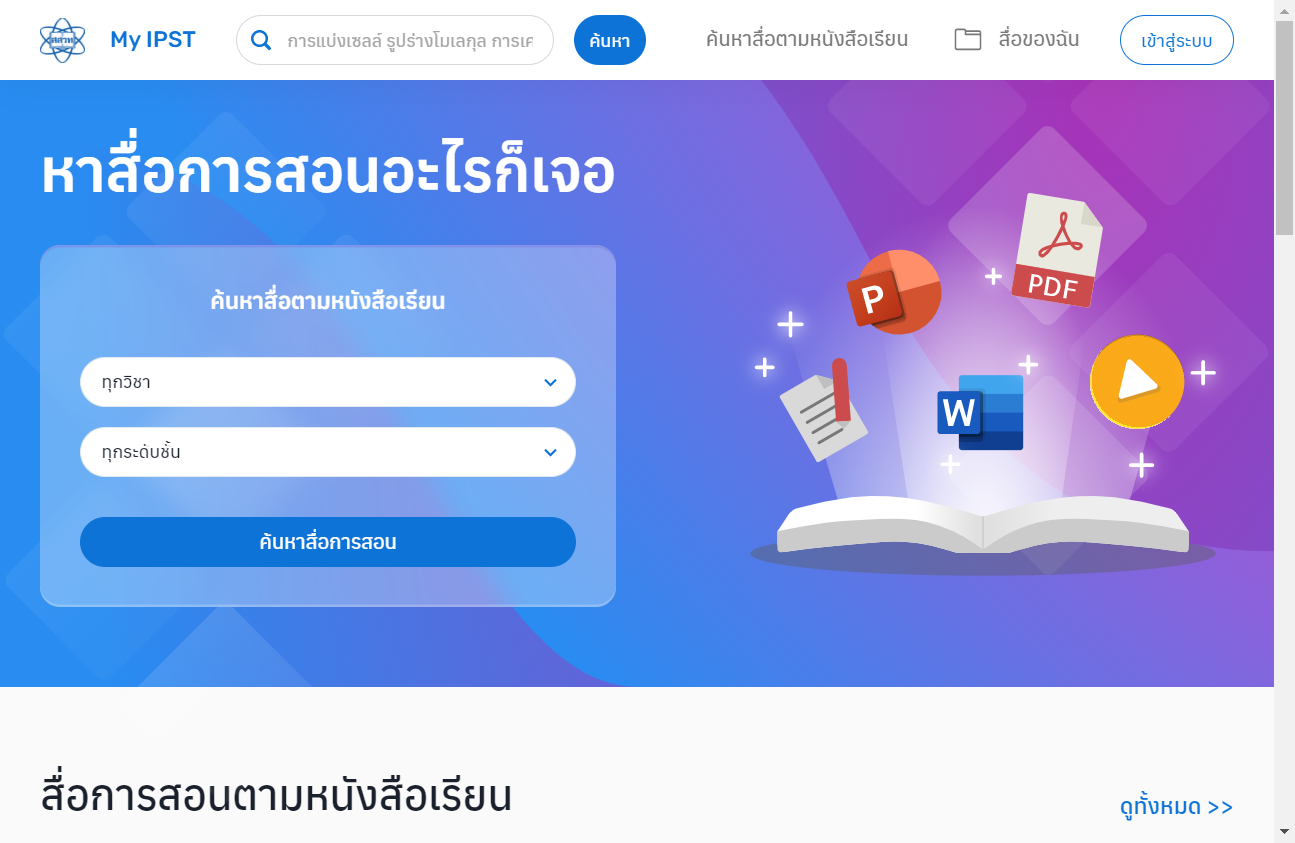 สสวท
My IPST
การแบ่งเซลล์ รูปร่างโมเลกุล การเค
ค้นหา
ค้นหาสื่อตามหนังสือเรียน
สื่อของฉัน
เข้าสู่ระบบ
หาสื่อการสอนอะไรก็เจอ
ค้นหาสื่อตามหนังสือเรียน
ทุกวิชา
ทุกระดับชั้น
ค้นหาสื่อการสอน
P
PDF
W
สื่อการสอนตามหนังสือเรียน
ดูทั้งหมด >>